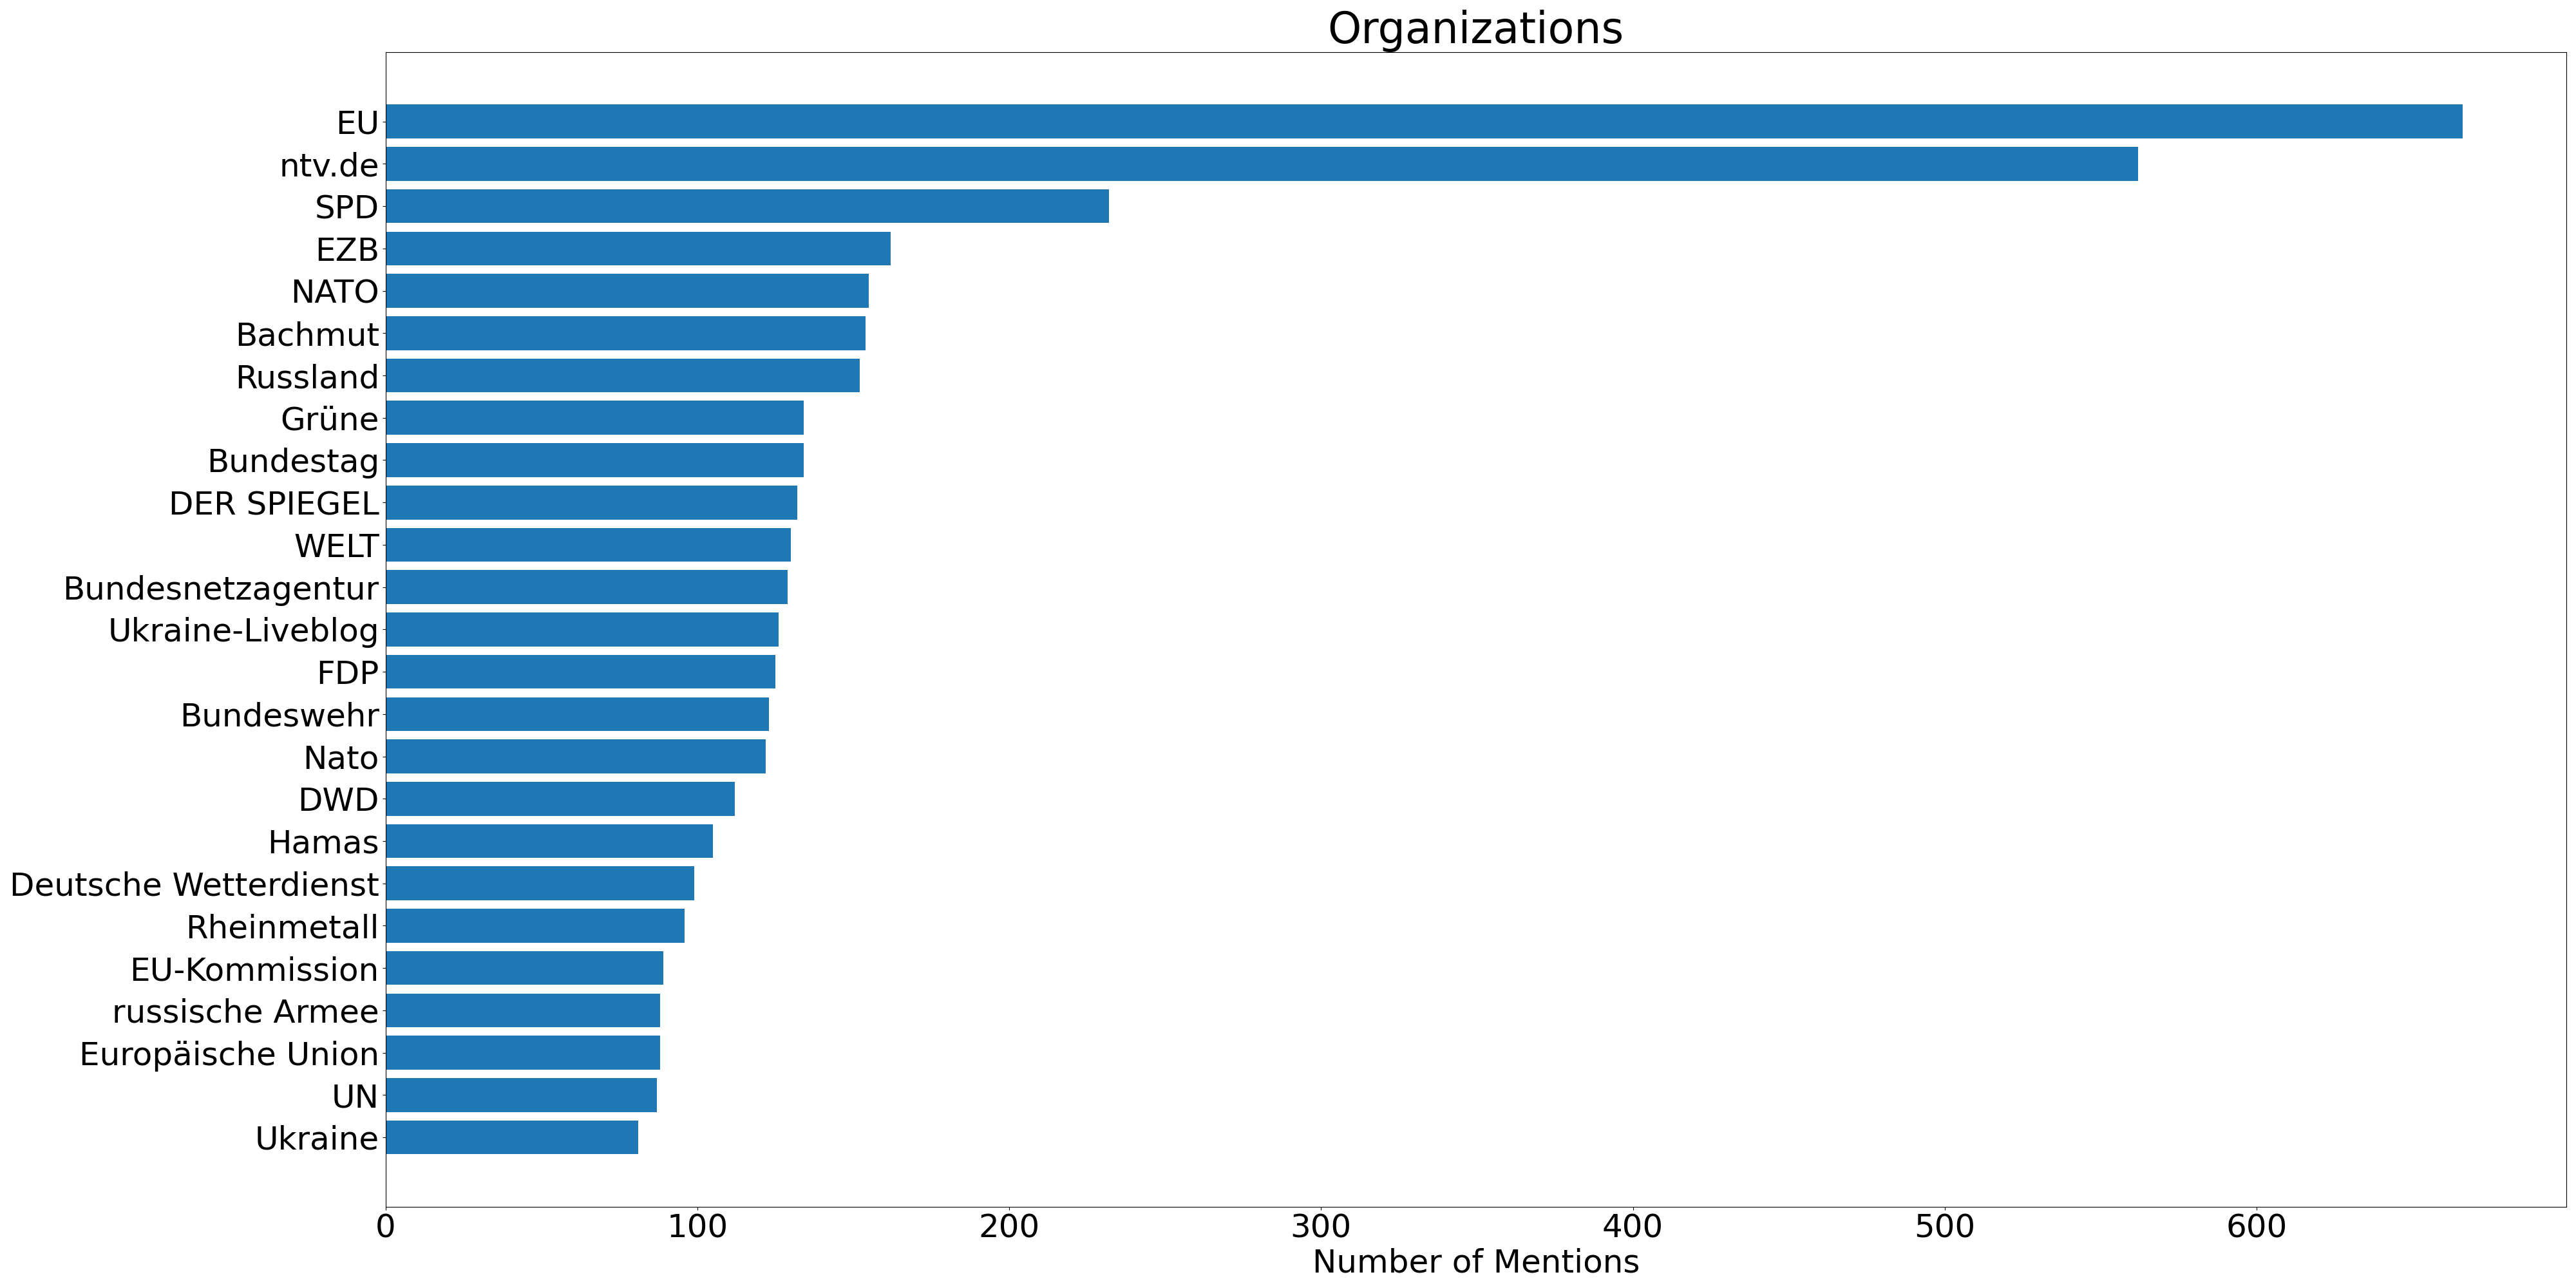 Organizations
EU
ntv.de
SPD
EZB
NATO
Bachmut
Russland
Grüne
Bundestag
DER SPIEGEL
WELT
Bundesnetzagentur
Ukraine-Liveblog
FDP
Bundeswehr
Nato
DWD
Hamas
Deutsche Wetterdienst
Rheinmetall
EU-Kommission
russische Armee
Europäische Union
UN
Ukraine
0 100 200 300 400 500 600
Number of Mentions